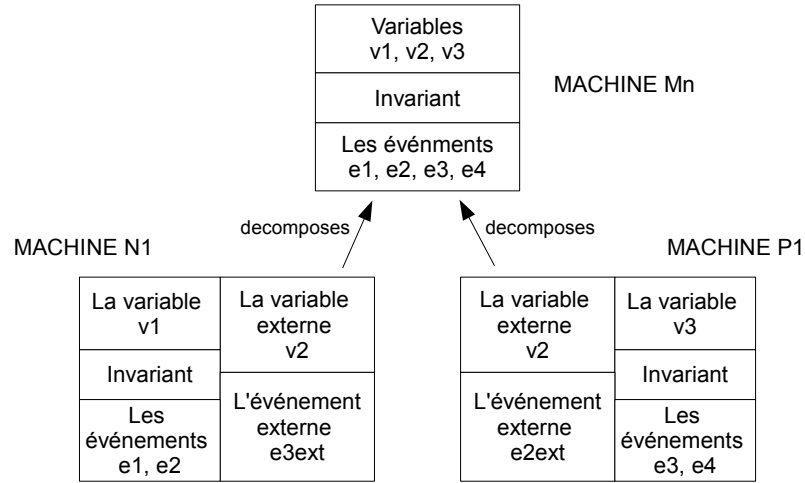 Variables
v1, v2, v3
MACHINE Mn
Invariant
Les événments
e1, e2, e3, e4
decomposes
decomposes
MACHINE N1
MACHINE P1
La variable
v1
Invariant
Les
événements
e1, e2
La variable
externe
v2
L'événement
externe
e3ext
La variable
externe
v2
L'événement
externe
e2ext
La variable
v3
Invariant
Les
événements
e3, e4